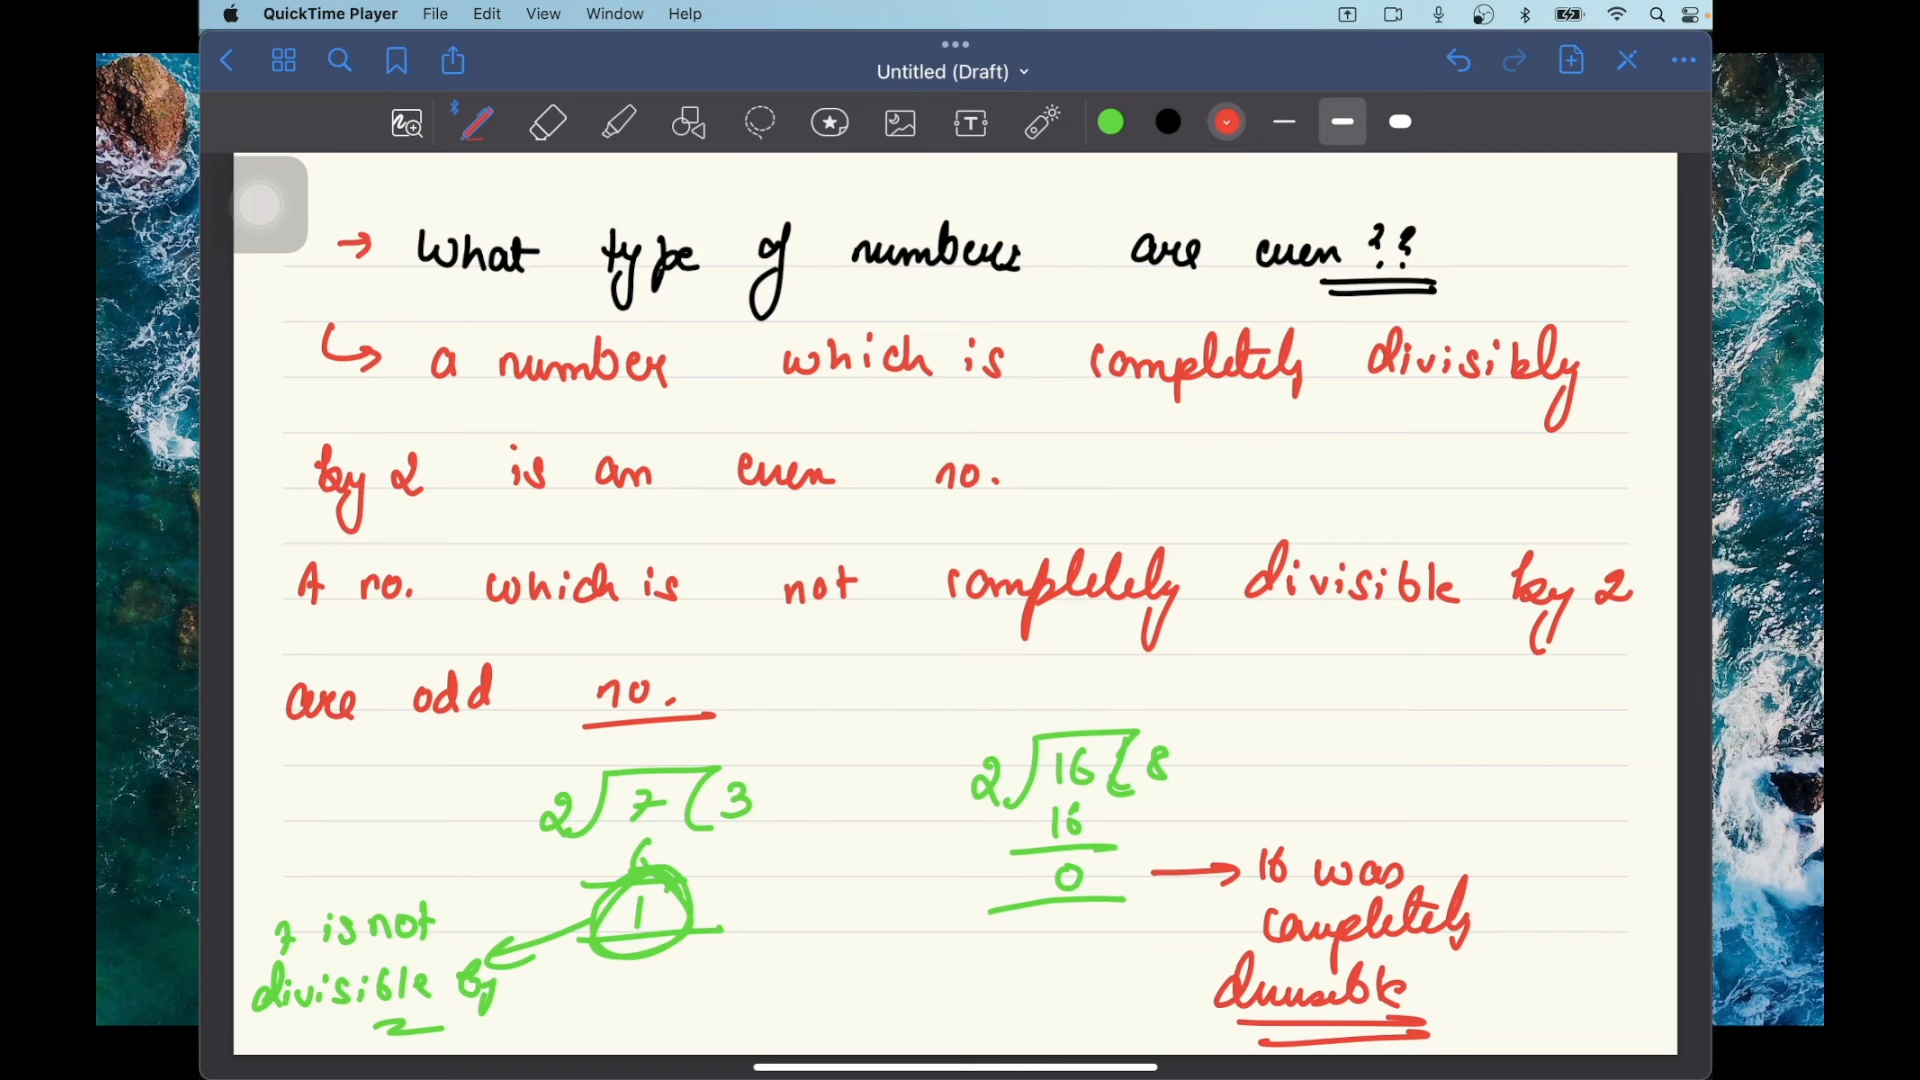 QuickTime Player File Edit View Window Help
Untitled (Draft)
→ What type of numbers are even ??
↳ a number which is completely divisibly
by 2 is an even no.
A no. which is not completely divisible by 2
are odd no.
2 7 3
6
1
7 is not
divisible by
2
2 16 8
16
0
→ 16 was
completely
divisible